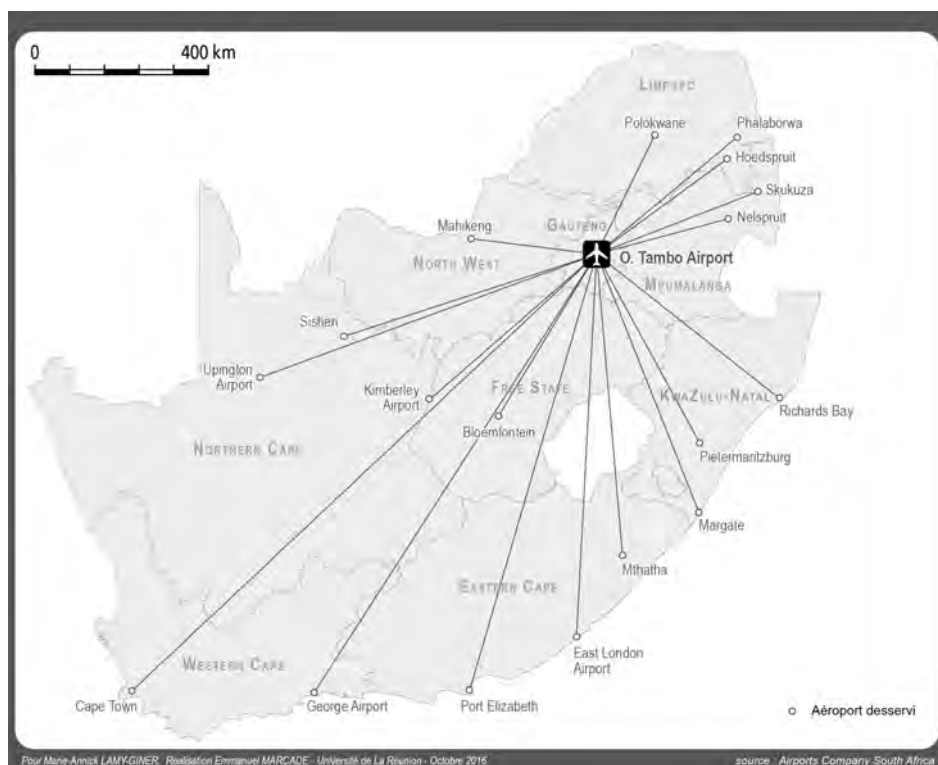 0 400 km
LIMPOPO
Polokwane
Phalaborwa
Hoedspruit
Skukuza
Nelspruit
Mahikeng
GAUTENG
O. Tambo Airport
NORTH WEST
MPUMALANGA
Sishen
Upington
Airport
Kimberley
Airport
FREE STATE
KWAZULU-NATAL
Richards Bay
Bloemfontein
NORTHERN CAPE
Pietermaritzburg
Margate
Mthatha
EASTERN CAPE
East London
Airport
WESTERN CAPE
Cape Town
George Airport
Port Elizabeth
Aéroport desservi
Pour Marie-Annick LAMY-GINER, Réalisation Emmanuel MARCADE - Université de La Réunion - Octobre 2016
source : Airports Company South Africa